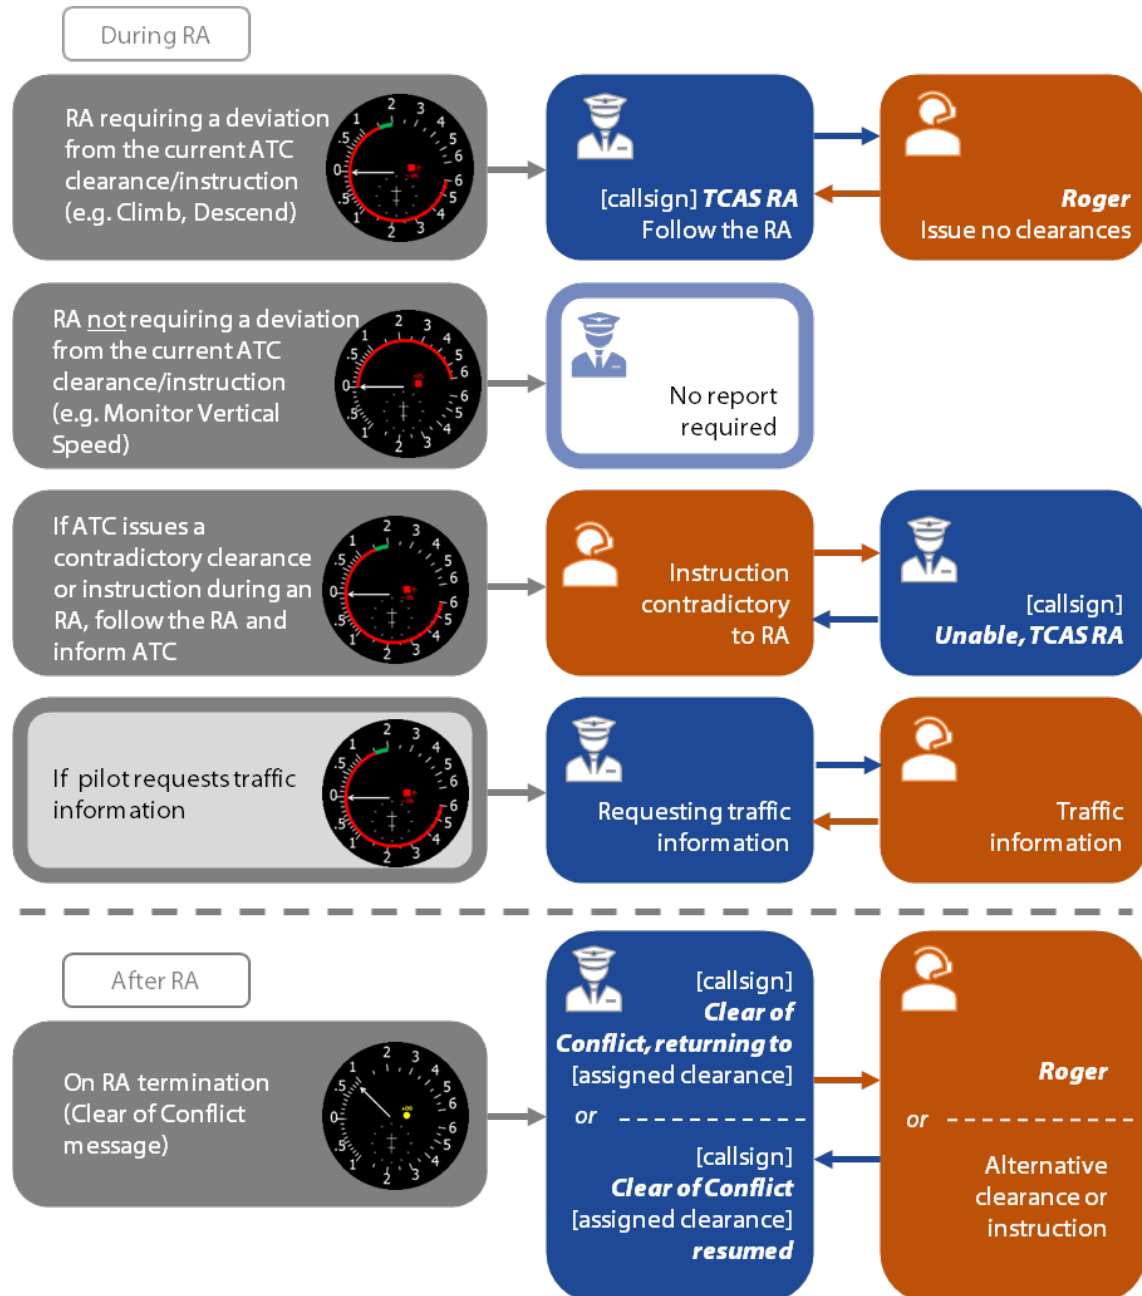 During RA
RA requiring a deviation
from the current ATC
clearance/instruction
(e.g. Climb, Descend)
[callsign] TCAS RA
Follow the RA
Roger
Issue no clearances
RA not requiring a deviation
from the current ATC
clearance/instruction
(e.g. Monitor Vertical
Speed)
No report
required
If ATC issues a
contradictory clearance
or instruction during an
RA, follow the RA and
inform ATC
Instruction
contradictory
to RA
[callsign]
Unable, TCAS RA
If pilot requests traffic
information
Requesting traffic
information
Traffic
information
After RA
On RA termination
(Clear of Conflict
message)
[callsign]
Clear of
Conflict, returning to
[assigned clearance]
or
[callsign]
Clear of Conflict
[assigned clearance]
resumed
Roger
or
Alternative
clearance or
instruction